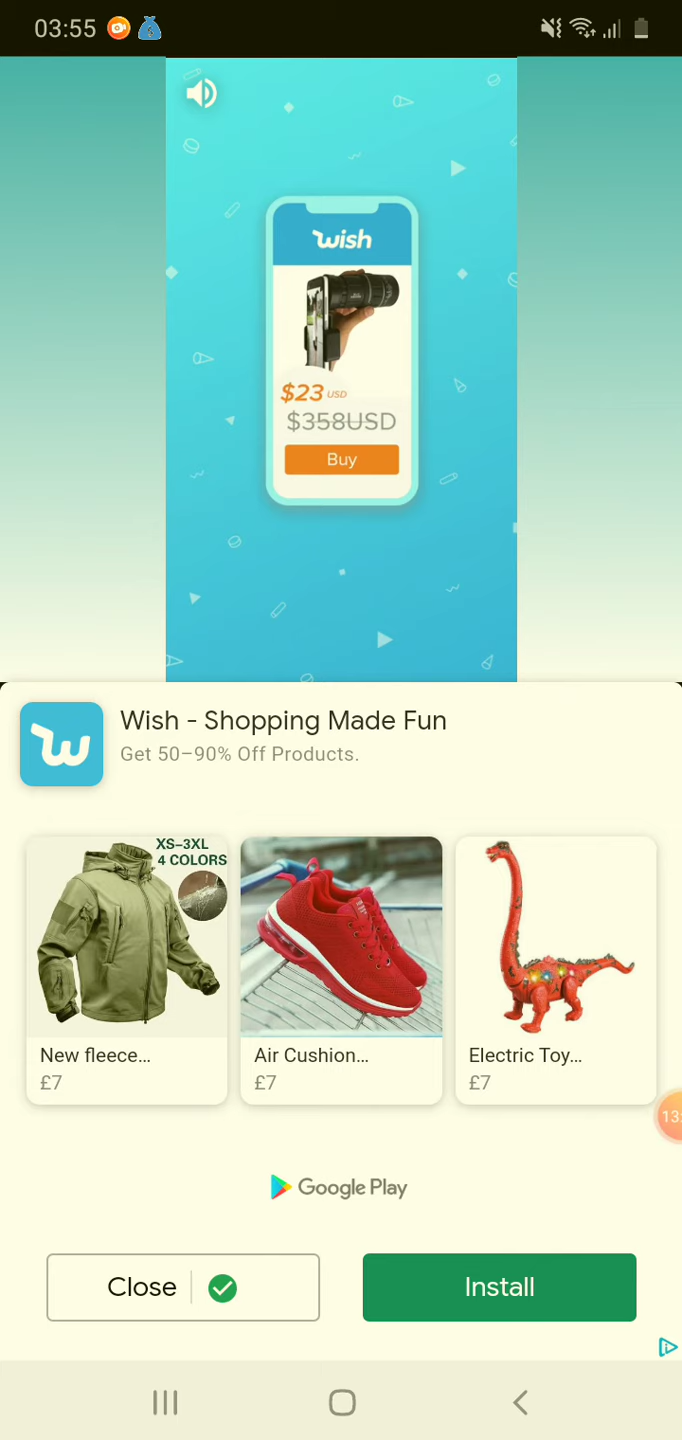 03:55
wish
$23 USD
$358USD
Buy
Wish - Shopping Made Fun
Get 50–90% Off Products.
XS–3XL
4 COLORS
New fleece...
£7
Air Cushion...
£7
Electric Toy...
£7
13:
Google Play
Close
Install